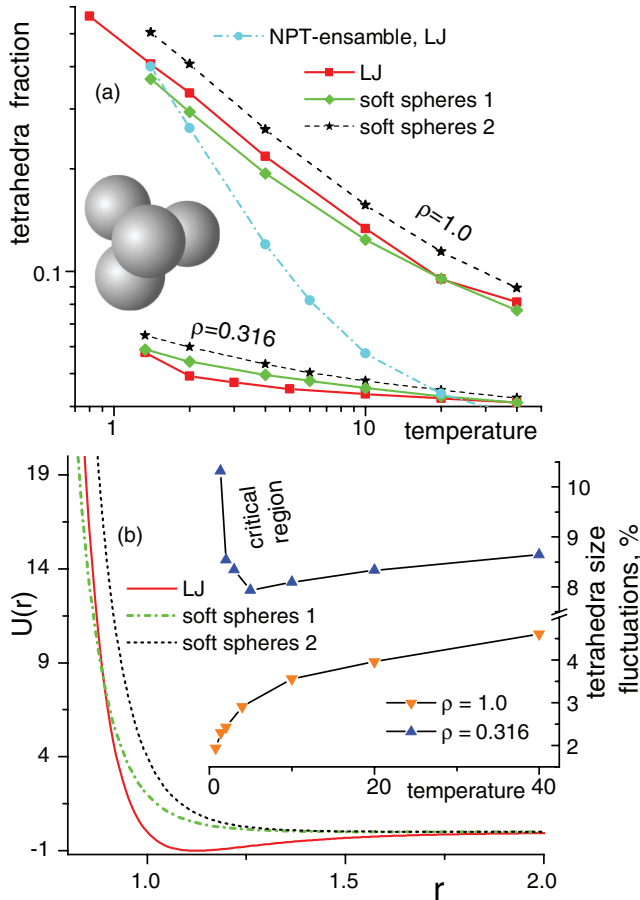 tetrahedra fraction
(a)
NPT-ensamble, LJ
LJ
soft spheres 1
soft spheres 2
ρ=1.0
0.1
ρ=0.316
1
10
temperature
19
14
9
4
-1
U(r)
(b)
LJ
soft spheres 1
soft spheres 2
critical
region
10
9
8
4
3
2
tetrahedra size
fluctuations, %
ρ = 1.0
ρ = 0.316
0
20
40
temperature
1.0
1.5
2.0
r